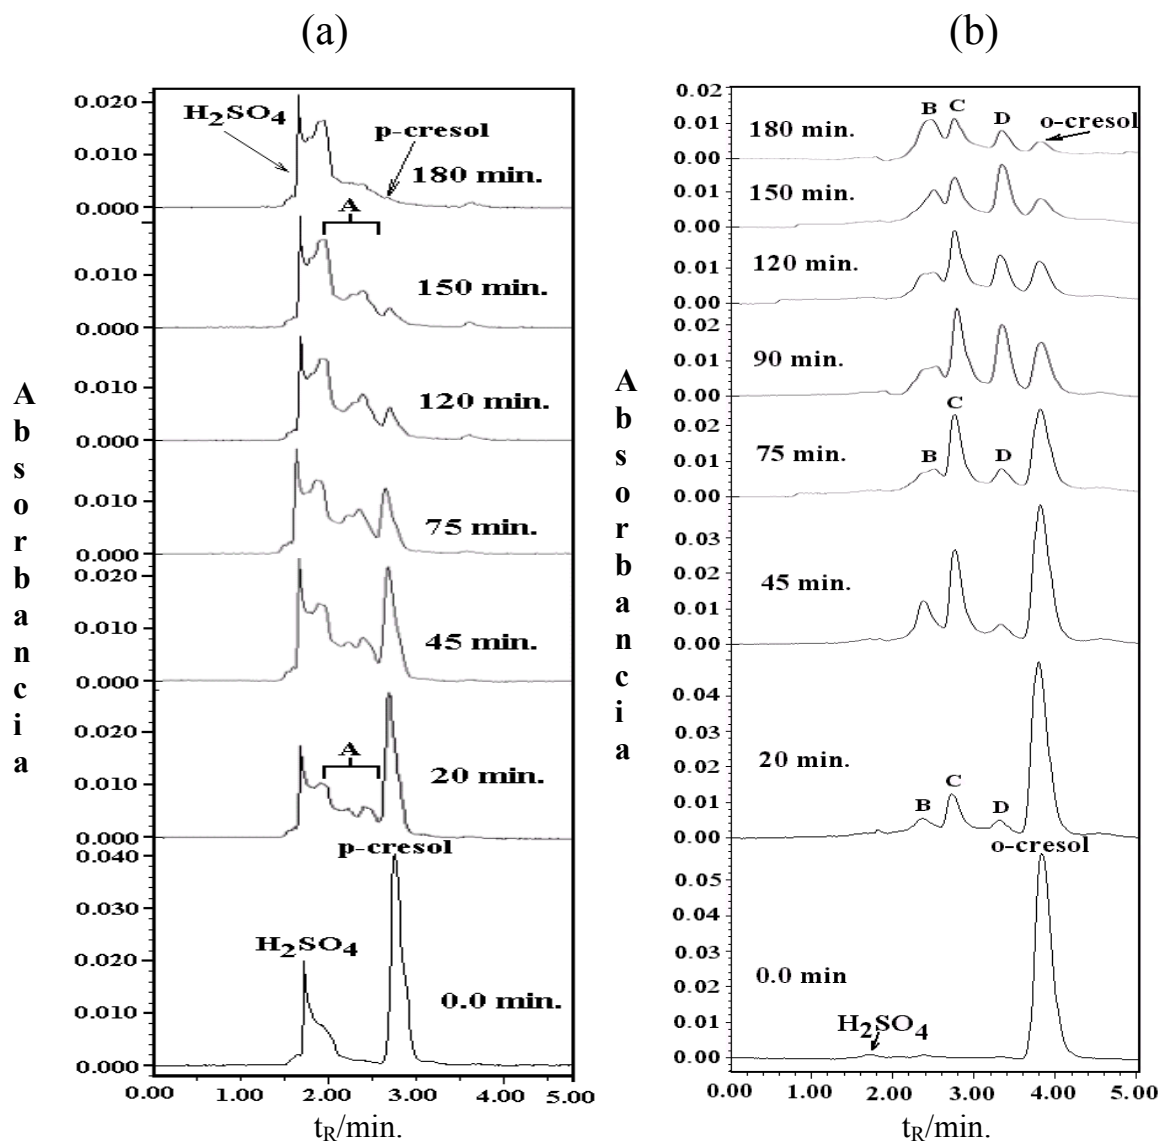 (a)
0.020
H2SO4
p-cresol
0.010
180 min.
0.000
A
0.010
150 min.
0.000
0.010
120 min.
0.000
0.010
75 min.
0.000
0.020
0.010
45 min.
0.000
0.020
A
0.010
20 min.
0.000
p-cresol
0.040
0.030
H2SO4
0.020
0.0 min.
0.010
0.000
0.00 1.00 2.00 3.00 4.00 5.00
tR/min.
Absorbancia
(b)
0.02
B C D o-cresol
180 min.
0.01
0.00
150 min.
0.01
0.00
0.01
120 min.
0.00
0.02
0.01
90 min.
0.00
C
0.02
B D
75 min.
0.01
0.00
0.03
0.02
45 min.
0.01
0.00
0.04
0.03
0.02
20 min.
C
0.01
B D
0.00
o-cresol
0.05
0.04
0.03
0.02
0.0 min
0.01
H2SO4
0.00
0.00 1.00 2.00 3.00 4.00 5.00
tR/min.
Absorbancia